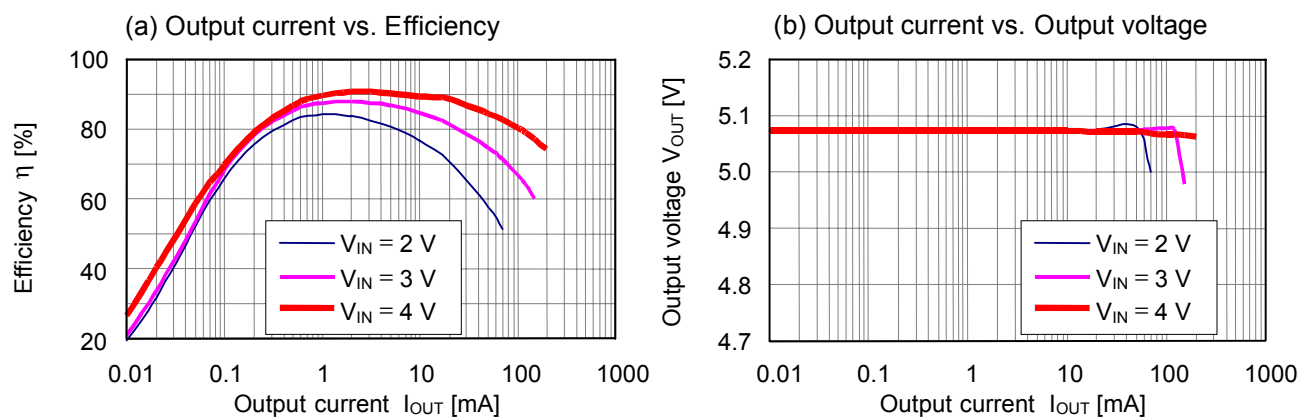 (a) Output current vs. Efficiency
100
80
60
40
20
Efficiency η [%]
V_IN = 2 V
V_IN = 3 V
V_IN = 4 V
0.01 0.1 1 10 100 1000
Output current I_OUT [mA]
(b) Output current vs. Output voltage
5.2
5.1
5.0
4.9
4.8
4.7
Output voltage V_OUT [V]
V_IN = 2 V
V_IN = 3 V
V_IN = 4 V
0.01 0.1 1 10 100 1000
Output current I_OUT [mA]